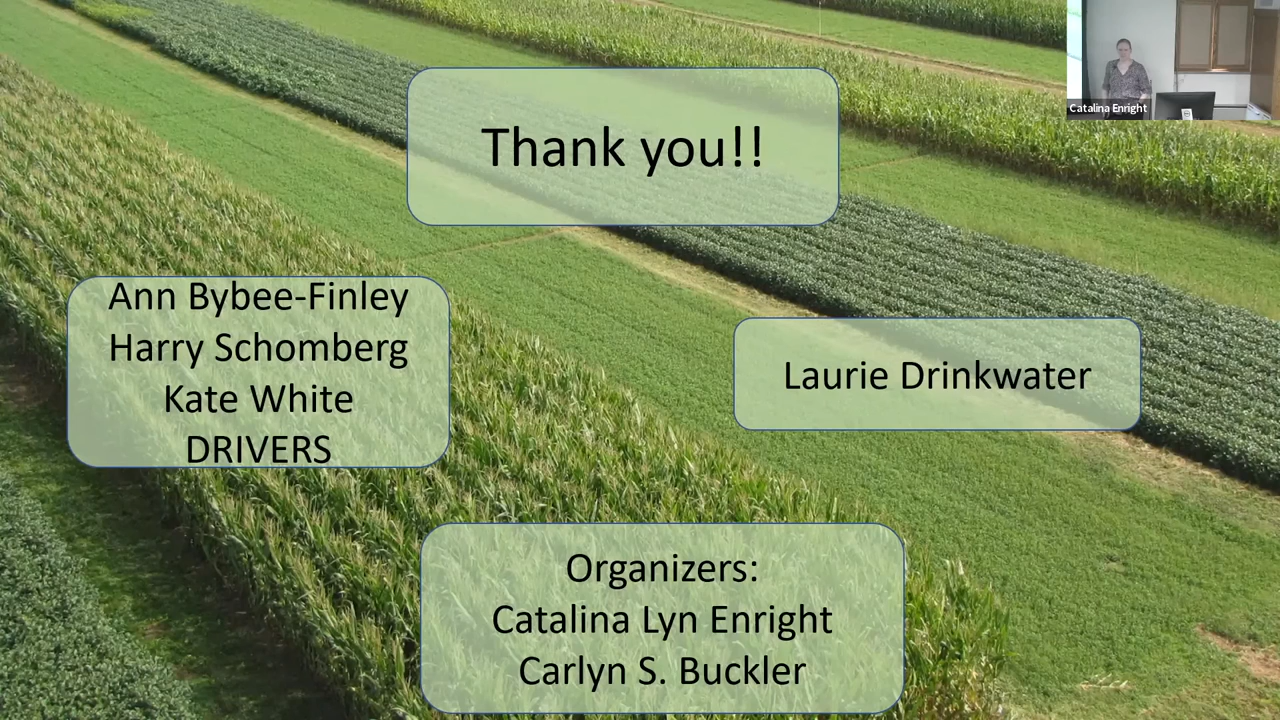 Thank you!!
Catalina Enright
Ann Bybee-Finley
Harry Schomberg
Kate White
DRIVERS
Laurie Drinkwater
Organizers:
Catalina Lyn Enright
Carlyn S. Buckler